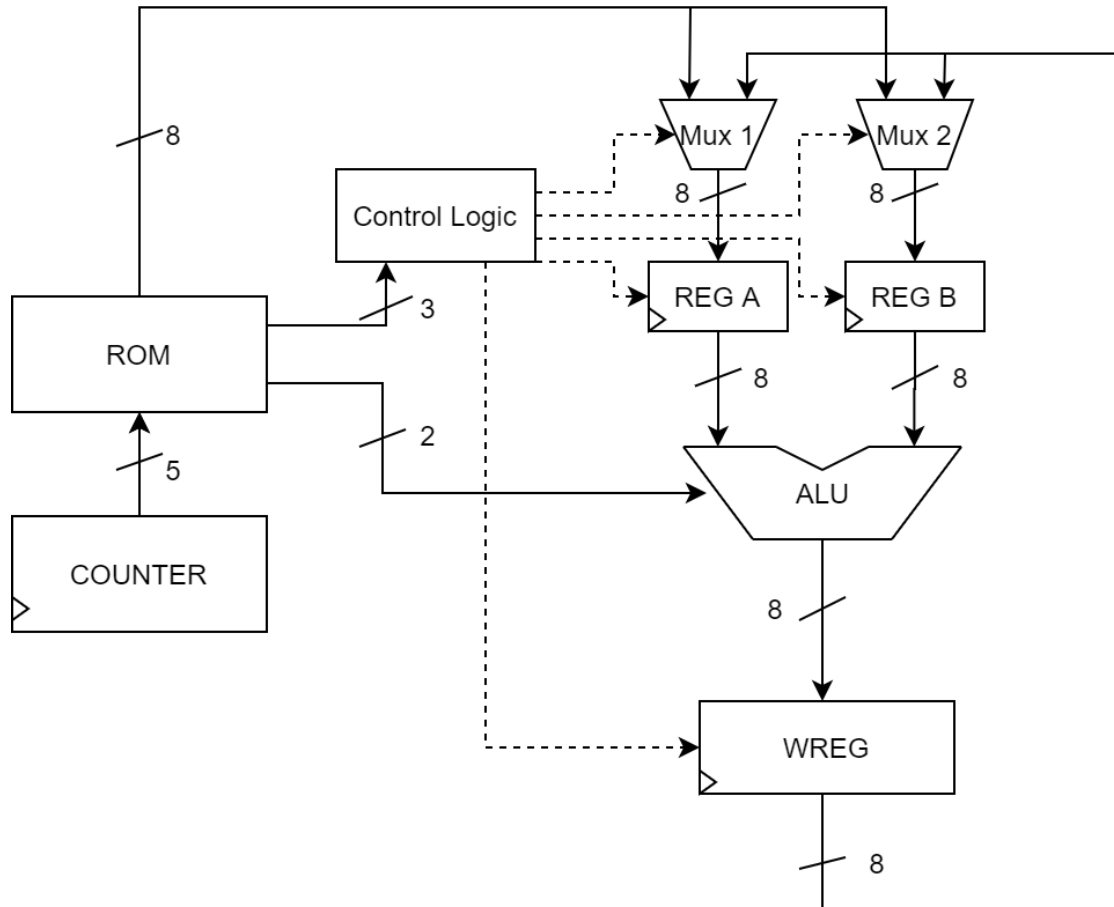 8
Mux 1
Mux 2
8
8
Control Logic
3
REG A
REG B
ROM
8
8
2
5
ALU
COUNTER
8
WREG
8